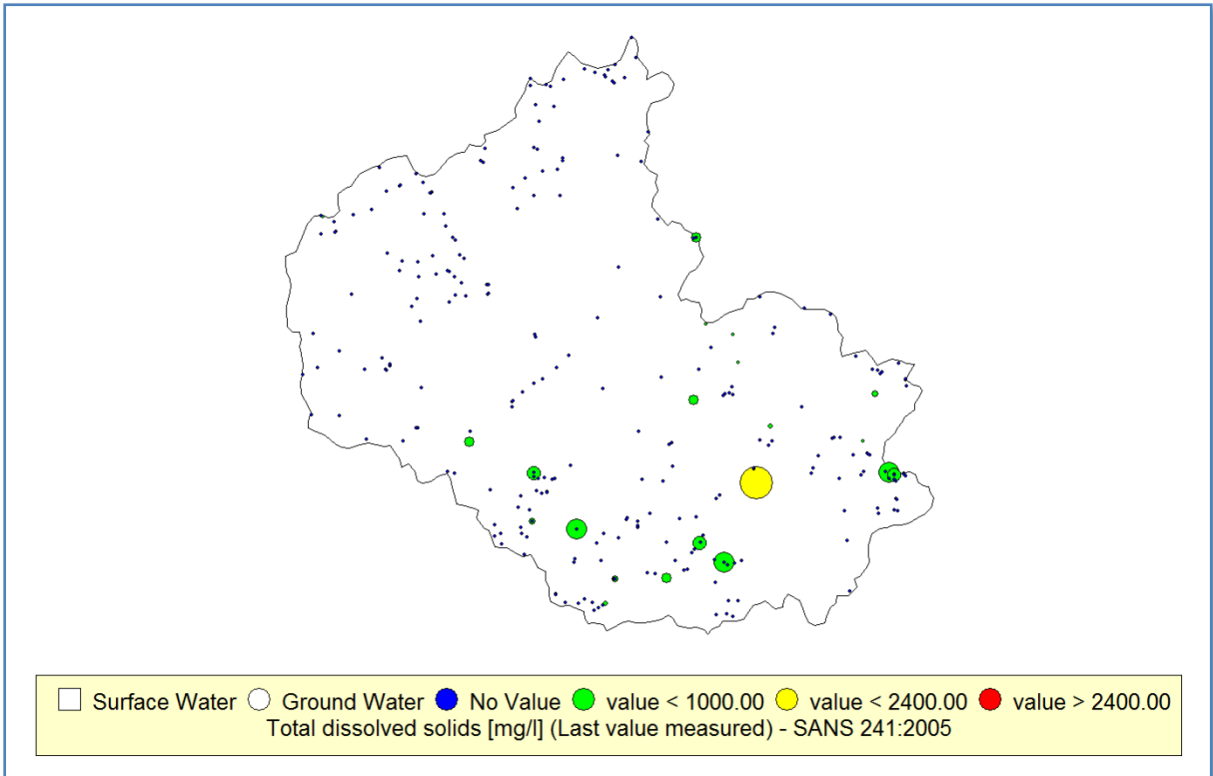 Surface Water Ground Water No Value value < 1000.00 value < 2400.00 value > 2400.00
Total dissolved solids [mg/l] (Last value measured) - SANS 241:2005